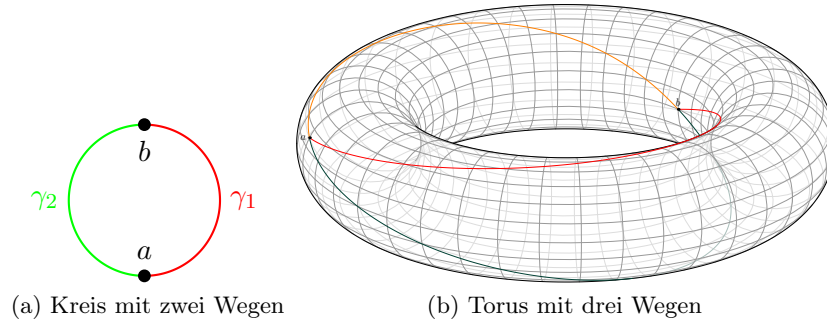 b
a
γ2
γ1
a
b
(a) Kreis mit zwei Wegen
(b) Torus mit drei Wegen